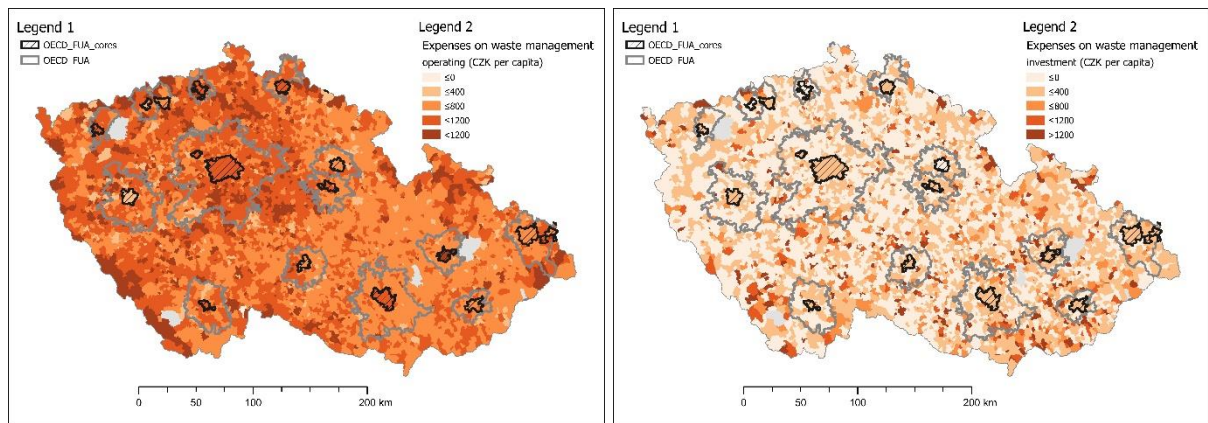 Legend 1
OECD_FUA_cores
OECD_FUA
Legend 2
Expenses on waste management
operating (CZK per capita)
≤0
≤400
≤800
<1200
<1200
0 50 100 200 km
Legend 1
OECD_FUA_cores
OECD_FUA
Legend 2
Expenses on waste management
investment (CZK per capita)
≤0
≤400
≤800
<1200
>1200
0 50 100 200 km